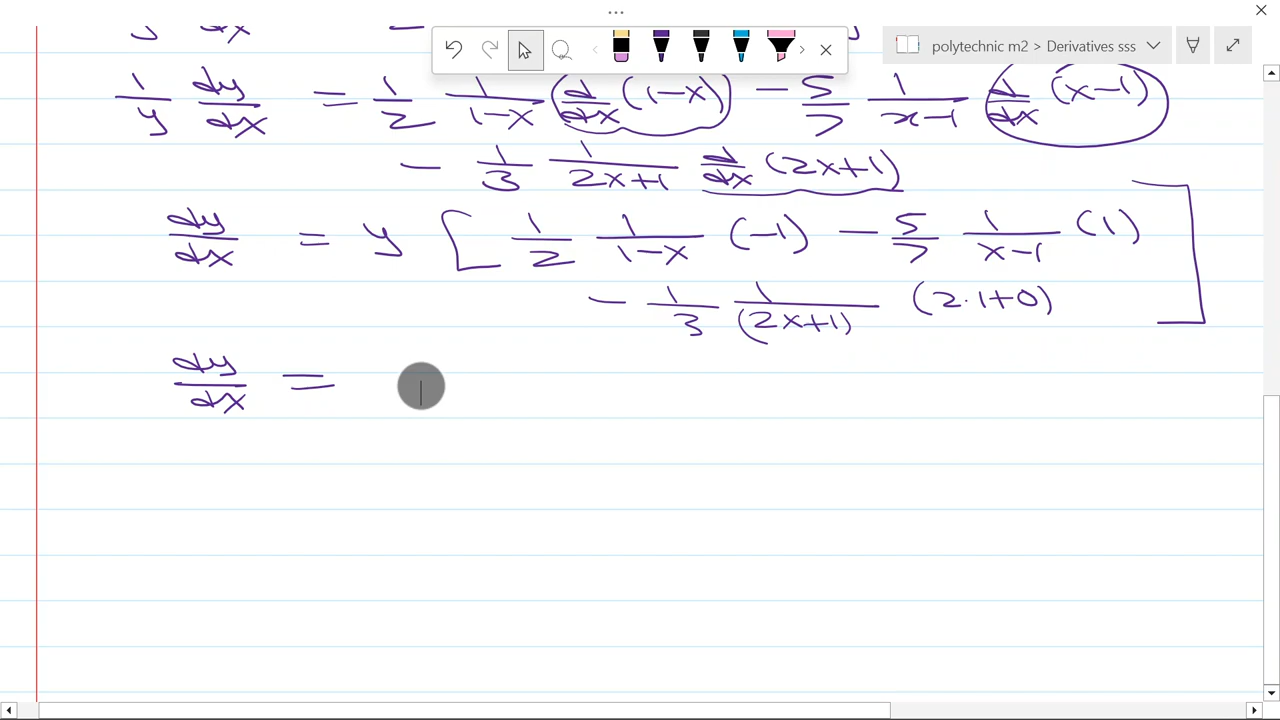 polytechnic m2 > Derivatives sss
y dx
1/y dy/dx = 1/2 1/(1-x) (d/dx (1-x)) - 5/7 1/(x-1) (d/dx (x-1))
- 1/3 1/(2x+1) d/dx (2x+1)
dy/dx = y [ 1/2 1/(1-x) (-1) - 5/7 1/(x-1) (1)
- 1/3 1/(2x+1) (2·1+0) ]
dy/dx =